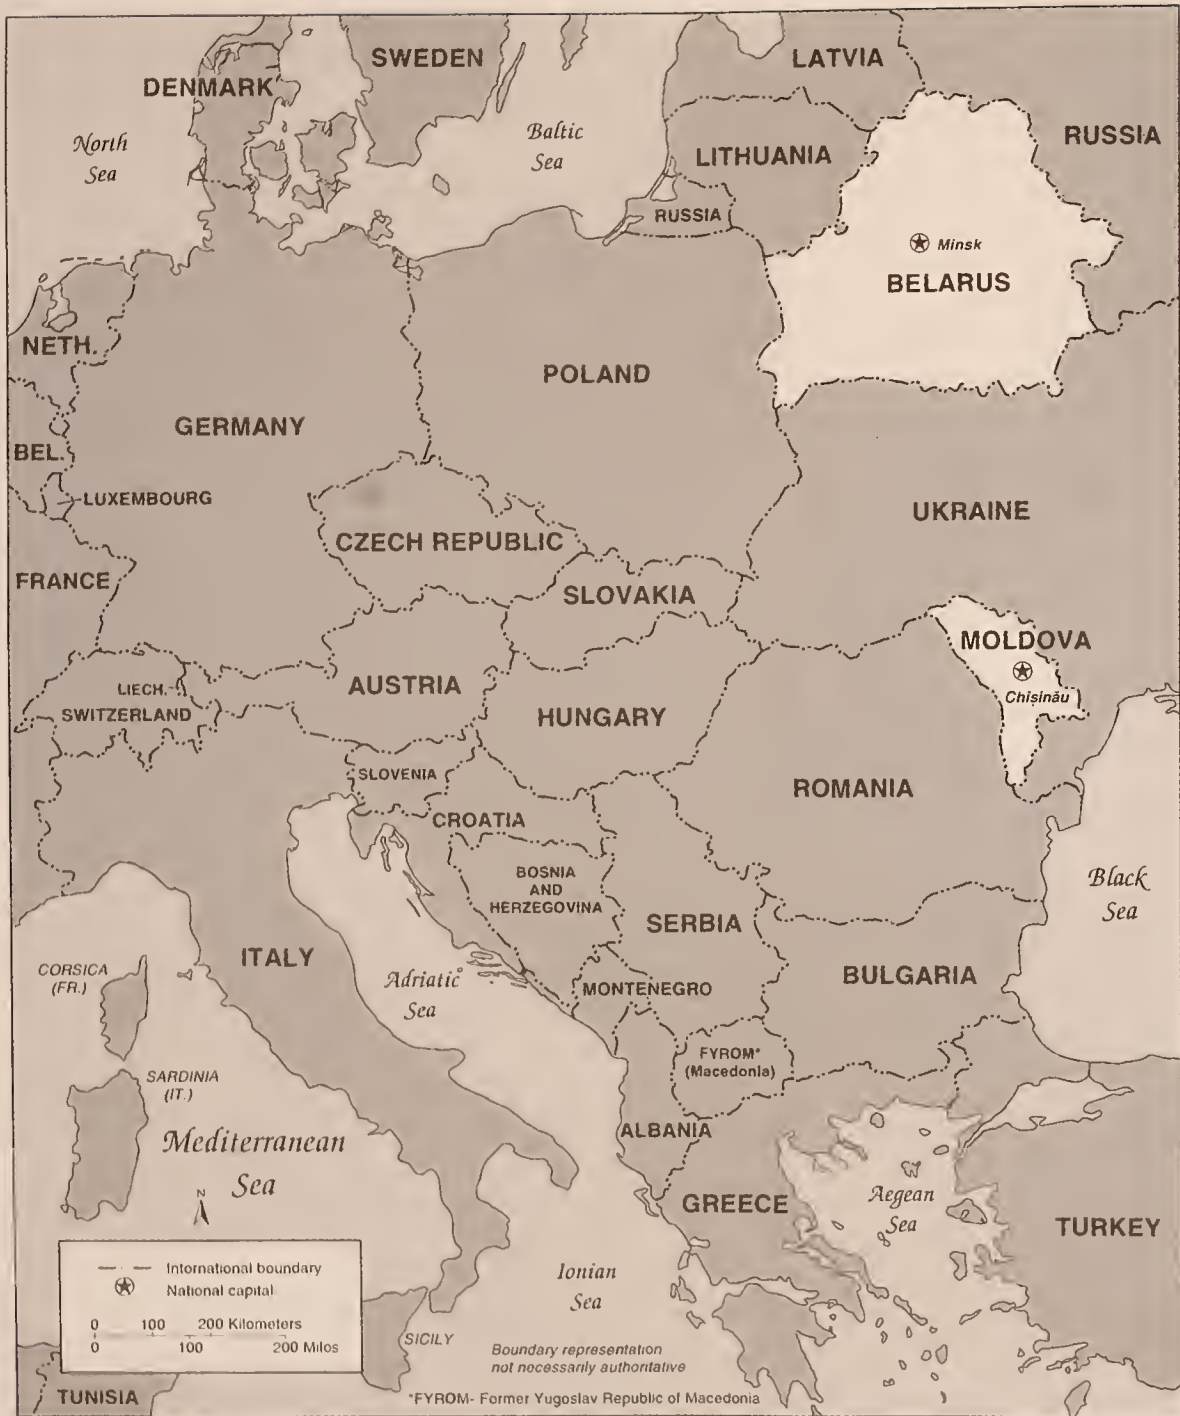 SWEDEN
LATVIA
DENMARK
North
Sea
Baltic
Sea
RUSSIA
LITHUANIA
RUSSIA
Minsk
BELARUS
NETH.
POLAND
GERMANY
BEL.
LUXEMBOURG
UKRAINE
CZECH REPUBLIC
FRANCE
SLOVAKIA
MOLDOVA
Chișinău
LIECH.
AUSTRIA
SWITZERLAND
HUNGARY
SLOVENIA
ROMANIA
CROATIA
BOSNIA
AND
HERZEGOVINA
Black
Sea
SERBIA
ITALY
CORSICA
(FR.)
Adriatic
Sea
MONTENEGRO
BULGARIA
FYROM*
(Macedonia)
SARDINIA
(IT.)
ALBANIA
Mediterranean
Sea
N
GREECE
Aegean
Sea
TURKEY
International boundary
National capital
0 100 200 Kilometers
0 100 200 Milos
Ionian
Sea
SICILY
Boundary representation
not necessarily authoritative
TUNISIA
*FYROM- Former Yugoslav Republic of Macedonia